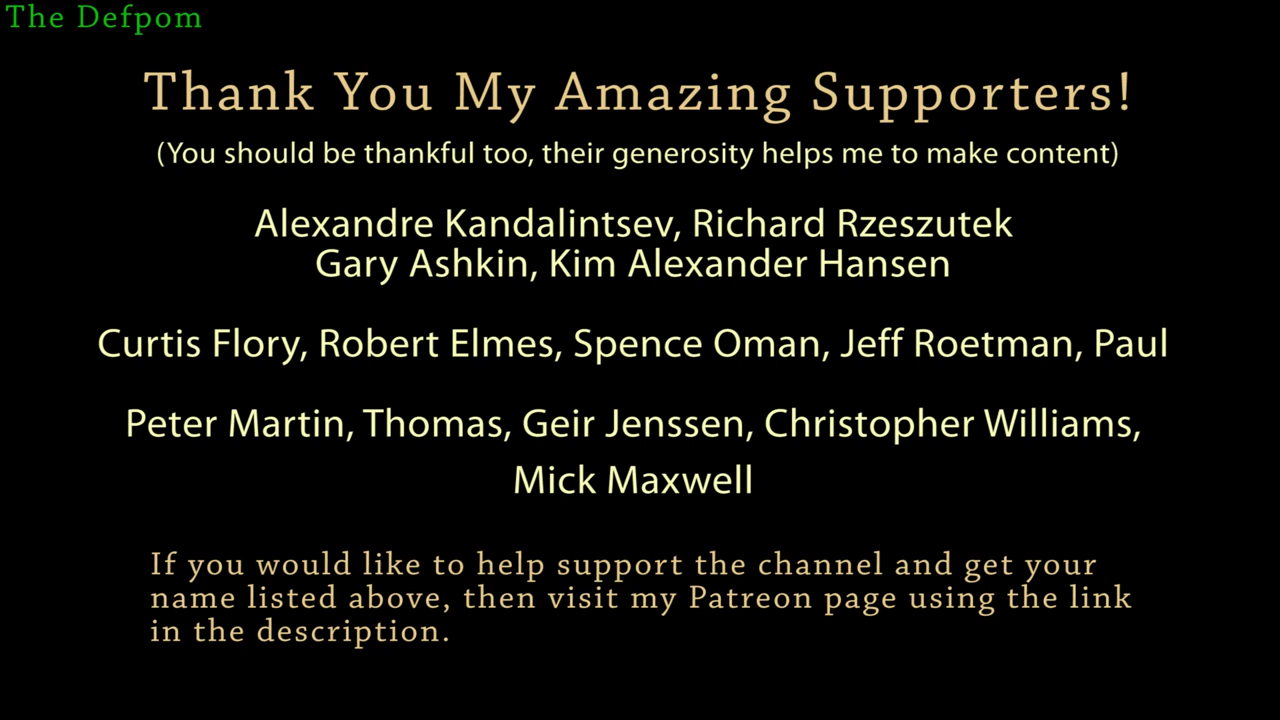 The Defpom
Thank You My Amazing Supporters!
(You should be thankful too, their generosity helps me to make content)
Alexandre Kandalintsev, Richard Rzeszutek
Gary Ashkin, Kim Alexander Hansen
Curtis Flory, Robert Elmes, Spence Oman, Jeff Roetman, Paul
Peter Martin, Thomas, Geir Jenssen, Christopher Williams,
Mick Maxwell
If you would like to help support the channel and get your
name listed above, then visit my Patreon page using the link
in the description.